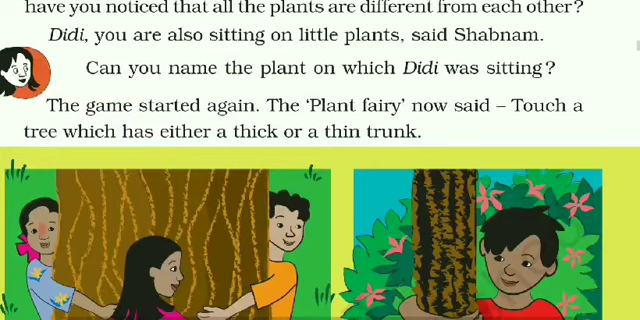 have you noticed that all the plants are different from each other?
Didi, you are also sitting on little plants, said Shabnam.
Can you name the plant on which Didi was sitting?
The game started again. The ‘Plant fairy’ now said – Touch a
tree which has either a thick or a thin trunk.